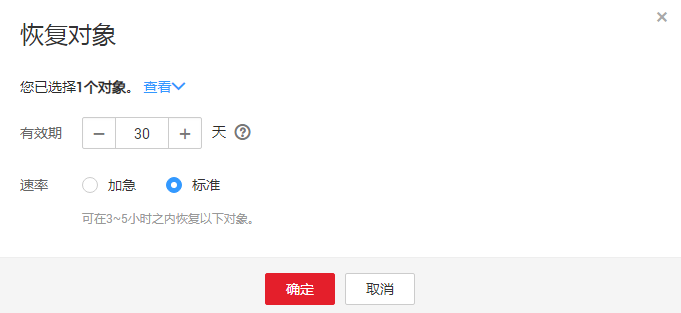 恢复对象
您已选择1个对象。 查看
有效期 30 天
速率 加急 标准
可在3~5小时之内恢复以下对象。
确定 取消